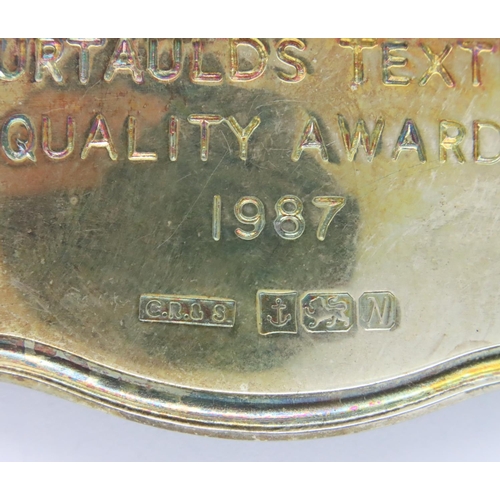 URTAULDS TEXT
QUALITY AWARD
1987
C.R.& S. N